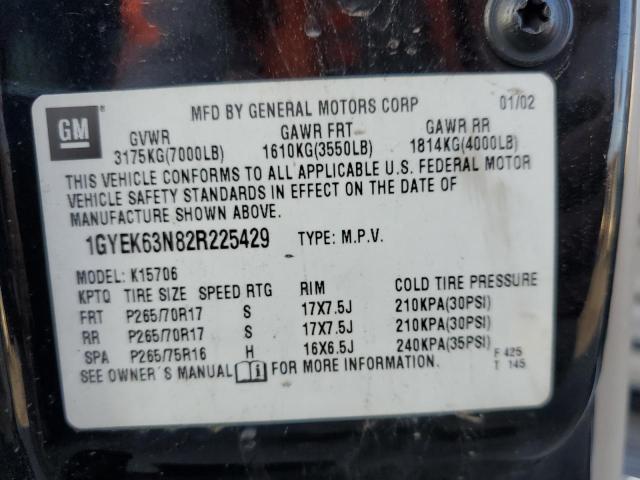 GM
MFD BY GENERAL MOTORS CORP 01/02
GVWR GAWR FRT GAWR RR
3175KG(7000LB) 1610KG(3550LB) 1814KG(4000LB)
THIS VEHICLE CONFORMS TO ALL APPLICABLE U.S. FEDERAL MOTOR
VEHICLE SAFETY STANDARDS IN EFFECT ON THE DATE OF
MANUFACTURE SHOWN ABOVE.
1GYEK63N82R225429 TYPE: M.P.V.
MODEL: K15706
KPTQ TIRE SIZE SPEED RTG RIM COLD TIRE PRESSURE
FRT P265/70R17 S 17X7.5J 210KPA(30PSI)
RR P265/70R17 S 17X7.5J 210KPA(30PSI)
SPA P265/75R16 H 16X6.5J 240KPA(35PSI)
SEE OWNER'S MANUAL FOR MORE INFORMATION.
F 425
T 145